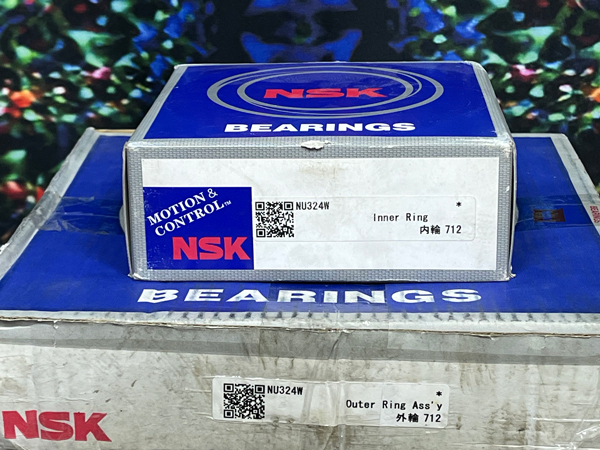 NSK
BEARINGS
MOTION &
CONTROL™
NSK
NU324W
*
Inner Ring
内輪 712
BEARINGS
NU324W
*
Outer Ring Ass'y
外輪 712
NSK